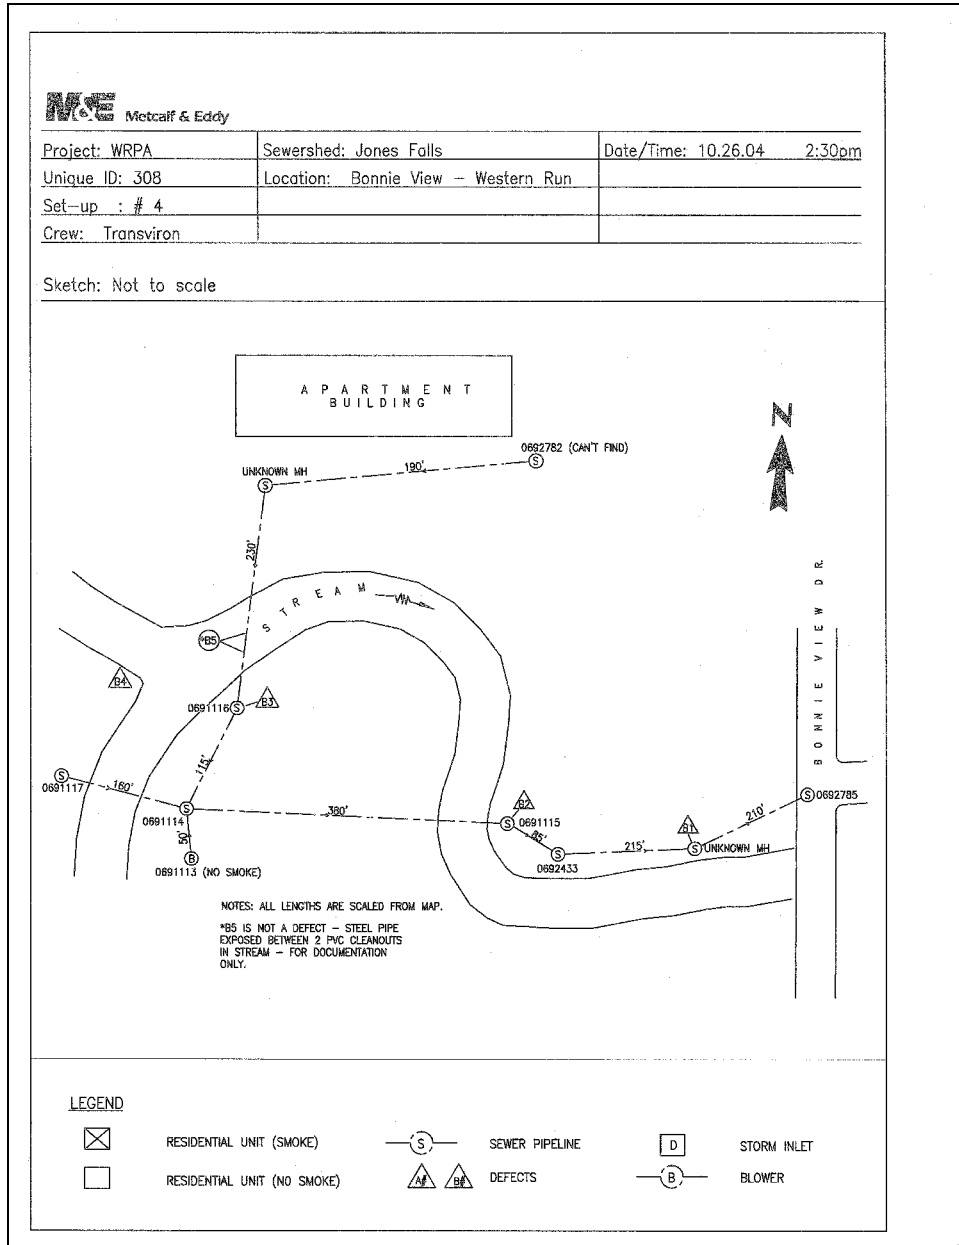 M&E Metcalf & Eddy
Project: WRPA Sewershed: Jones Falls Date/Time: 10.26.04 2:30pm
Unique ID: 308 Location: Bonnie View - Western Run
Set-up : # 4
Crew: Transviron
Sketch: Not to scale
APARTMENT
BUILDING
N
0692782 (CAN'T FIND)
UNKNOWN MH
190'
230'
STREAM
*B5
B4
B3
0691116
BONNIE VIEW DR.
115'
0691117
160'
0691114
360'
B2
0691115
85'
0692433
215'
B1
UNKNOWN MH
210'
0692785
50'
B
0691113 (NO SMOKE)
S
S
S
S
S
S
S
S
S
NOTES: ALL LENGTHS ARE SCALED FROM MAP.
*B5 IS NOT A DEFECT - STEEL PIPE
EXPOSED BETWEEN 2 PVC CLEANOUTS
IN STREAM - FOR DOCUMENTATION
ONLY.
LEGEND
RESIDENTIAL UNIT (SMOKE) S SEWER PIPELINE D STORM INLET
RESIDENTIAL UNIT (NO SMOKE) A# B# DEFECTS B BLOWER